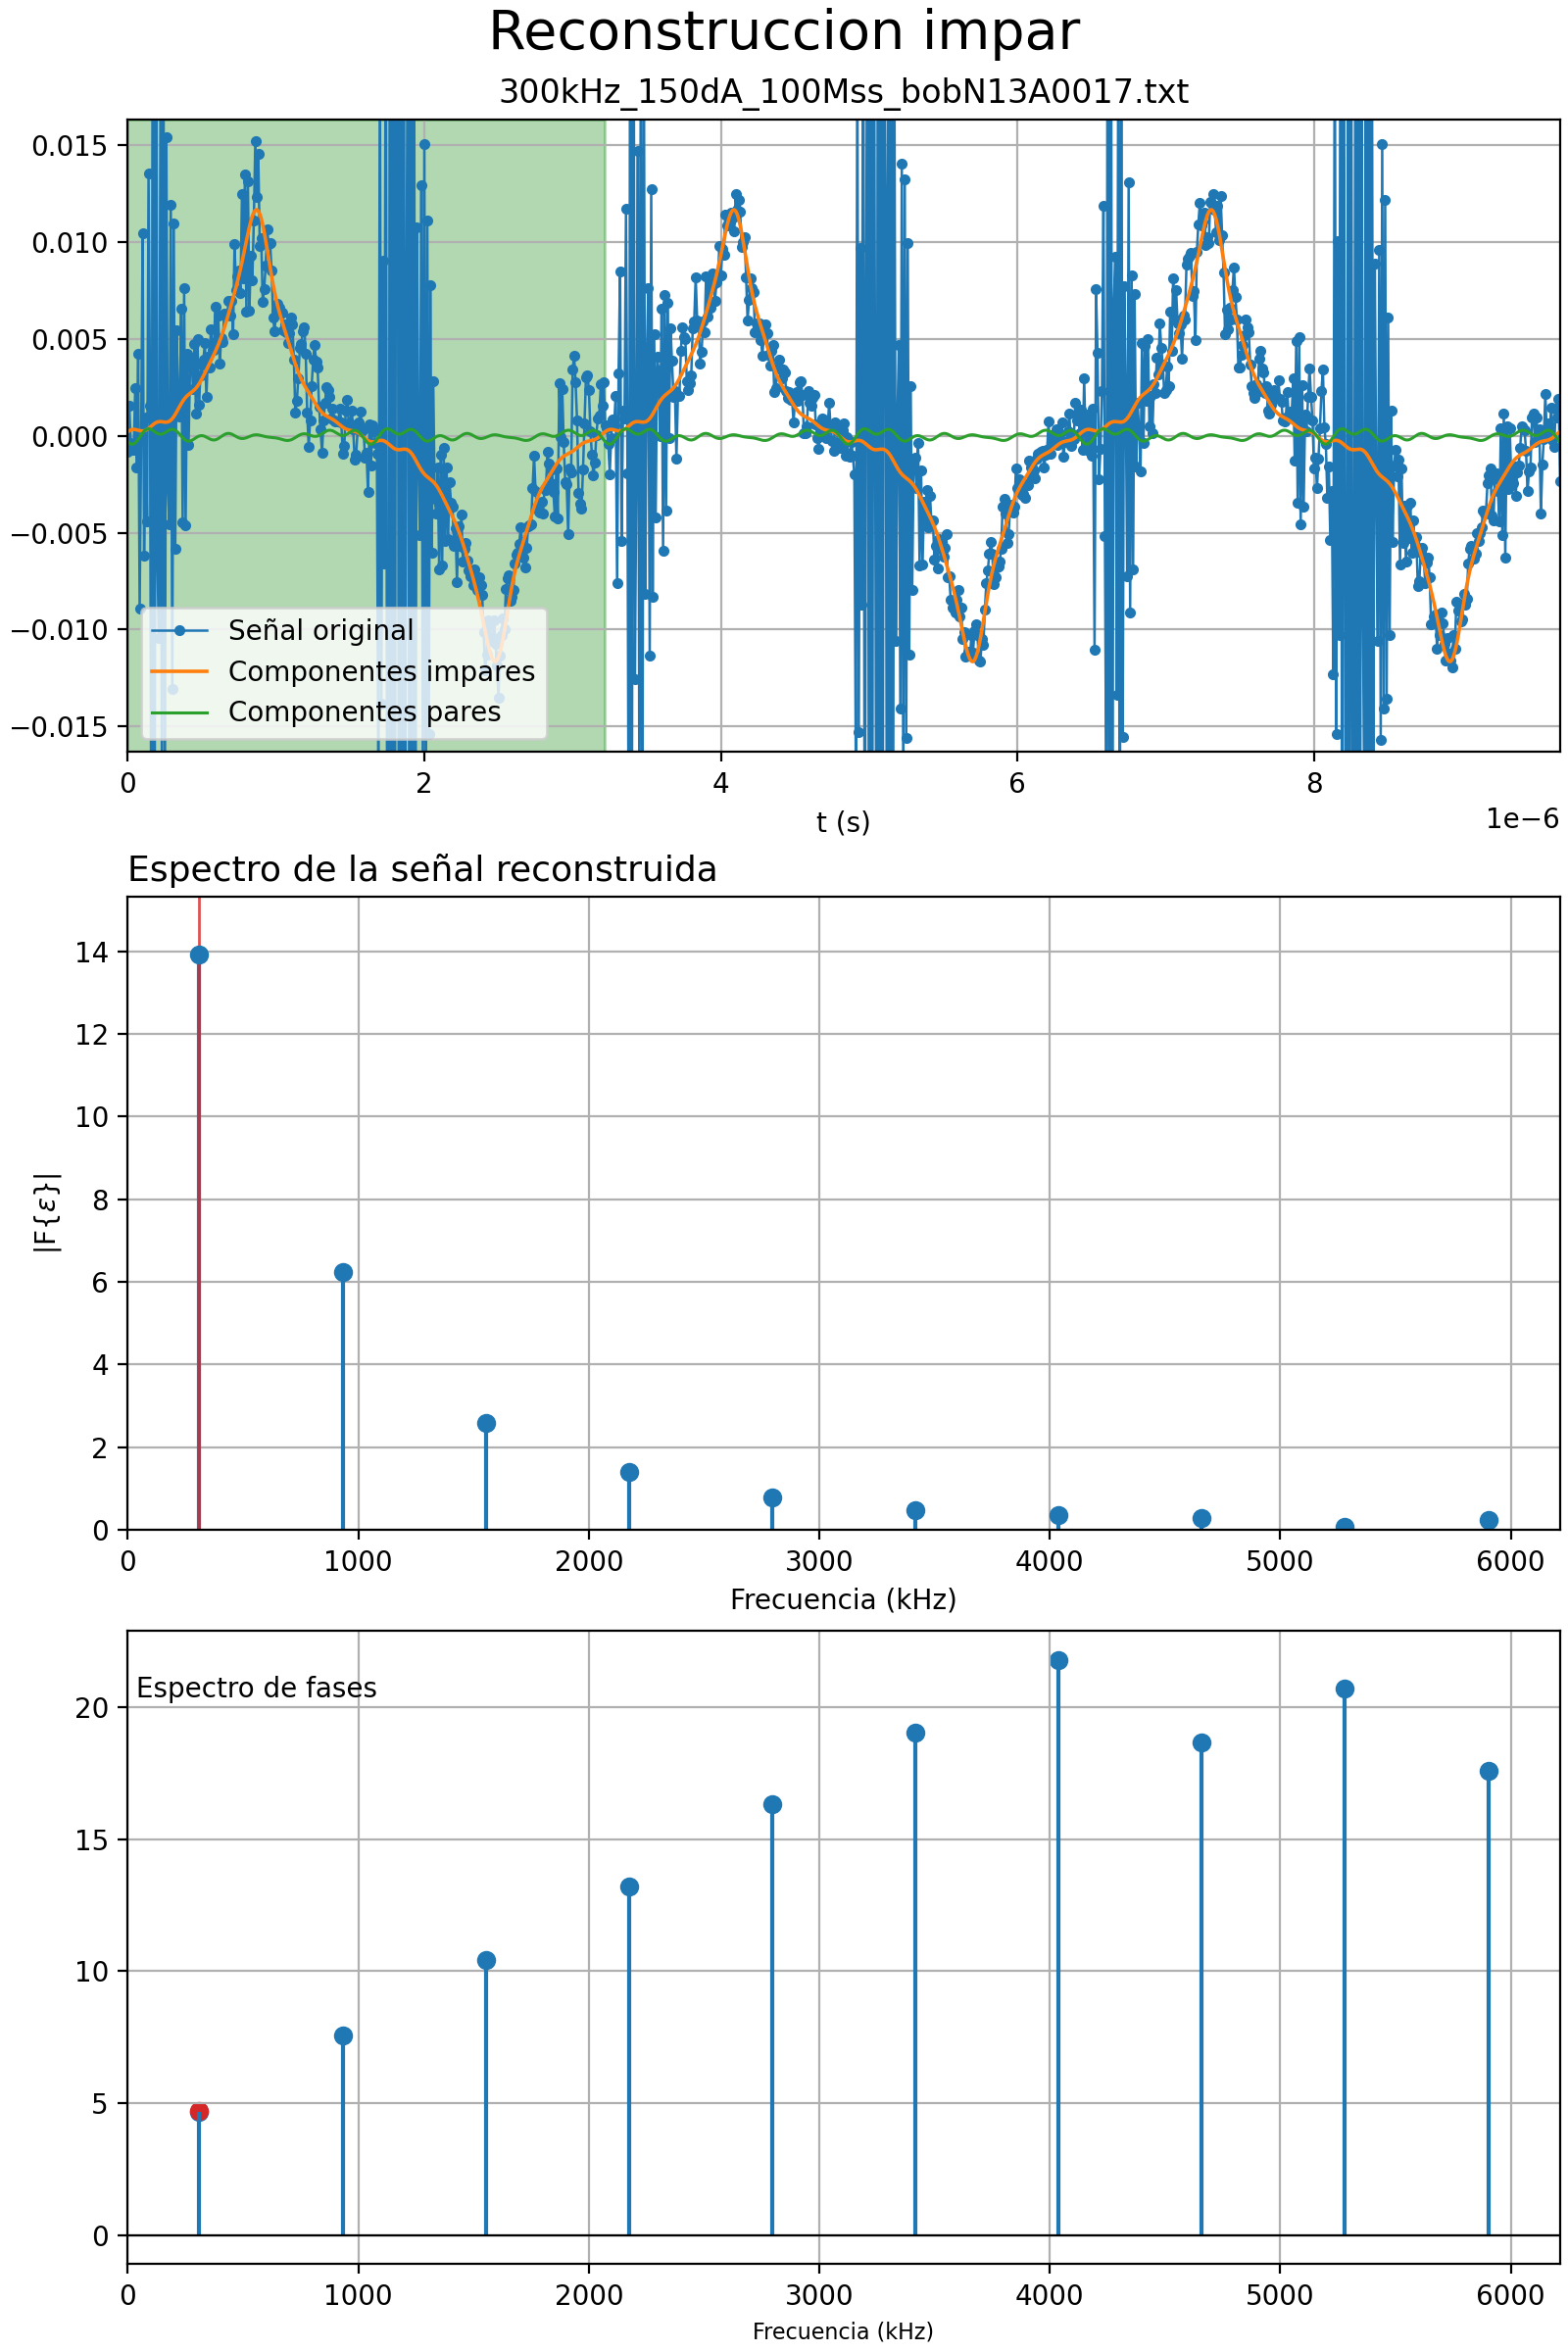 Reconstruccion impar
300kHz_150dA_100Mss_bobN13A0017.txt
0.015
0.010
0.005
0.000
−0.005
−0.010
−0.015
Señal original
Componentes impares
Componentes pares
0 2 4 6 8
1e−6
t (s)
Espectro de la señal reconstruida
14
12
10
8
6
4
2
0
|F{ε}|
0 1000 2000 3000 4000 5000 6000
Frecuencia (kHz)
Espectro de fases
20
15
10
5
0
0 1000 2000 3000 4000 5000 6000
Frecuencia (kHz)